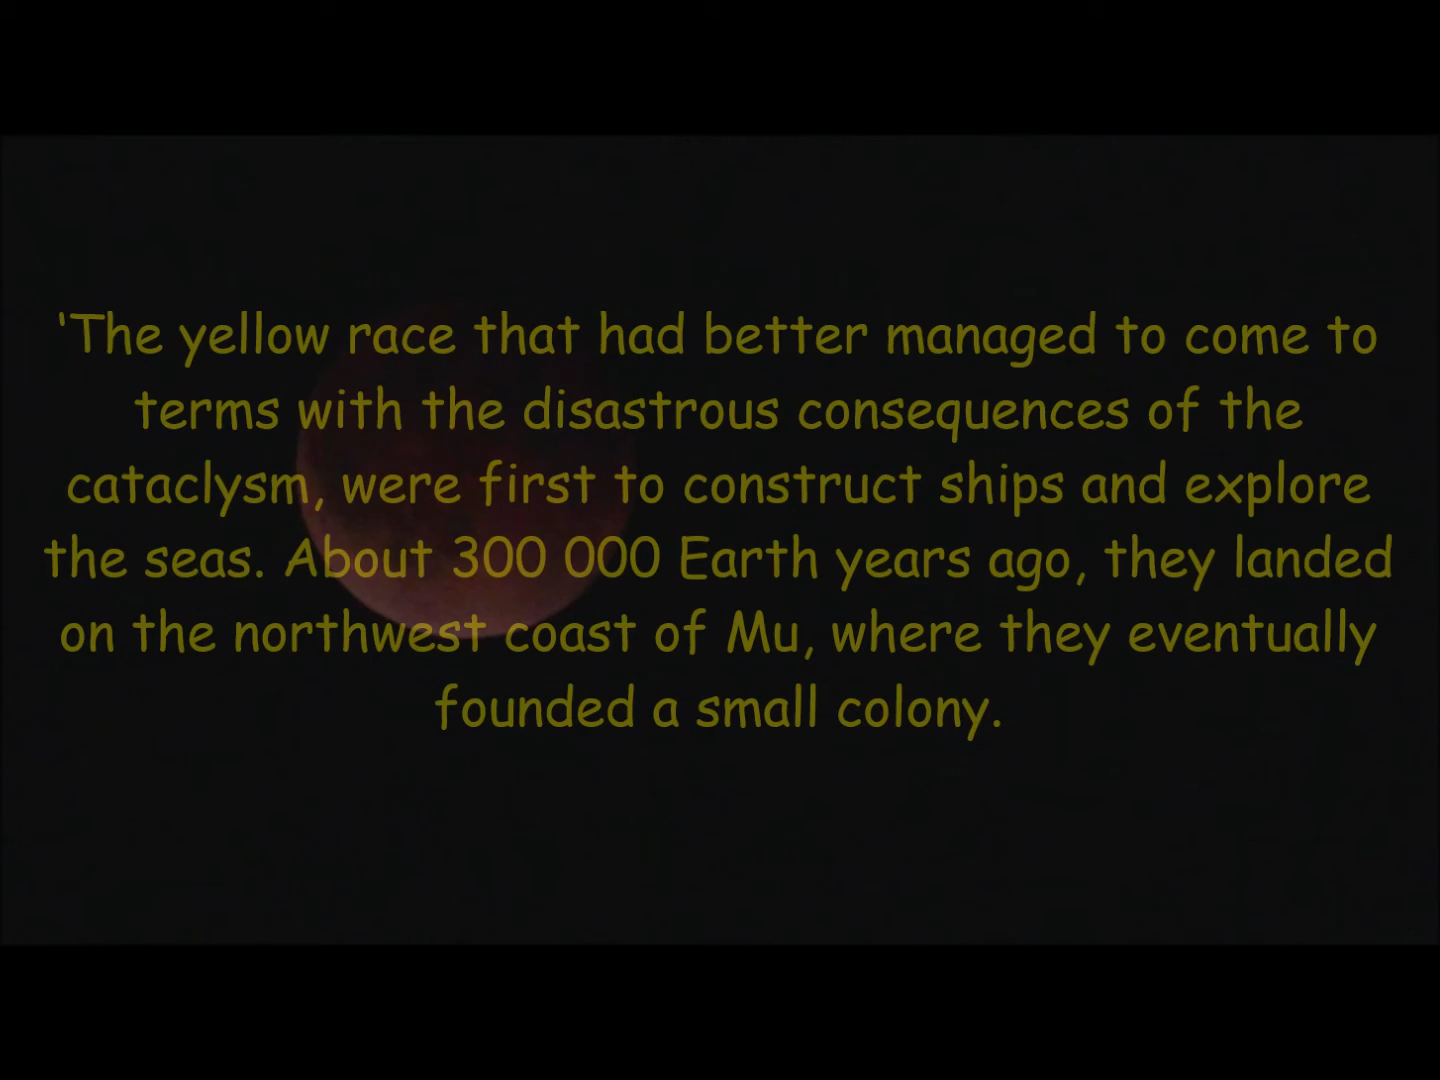 'The yellow race that had better managed to come to
terms with the disastrous consequences of the
cataclysm, were first to construct ships and explore
the seas. About 300 000 Earth years ago, they landed
on the northwest coast of Mu, where they eventually
founded a small colony.